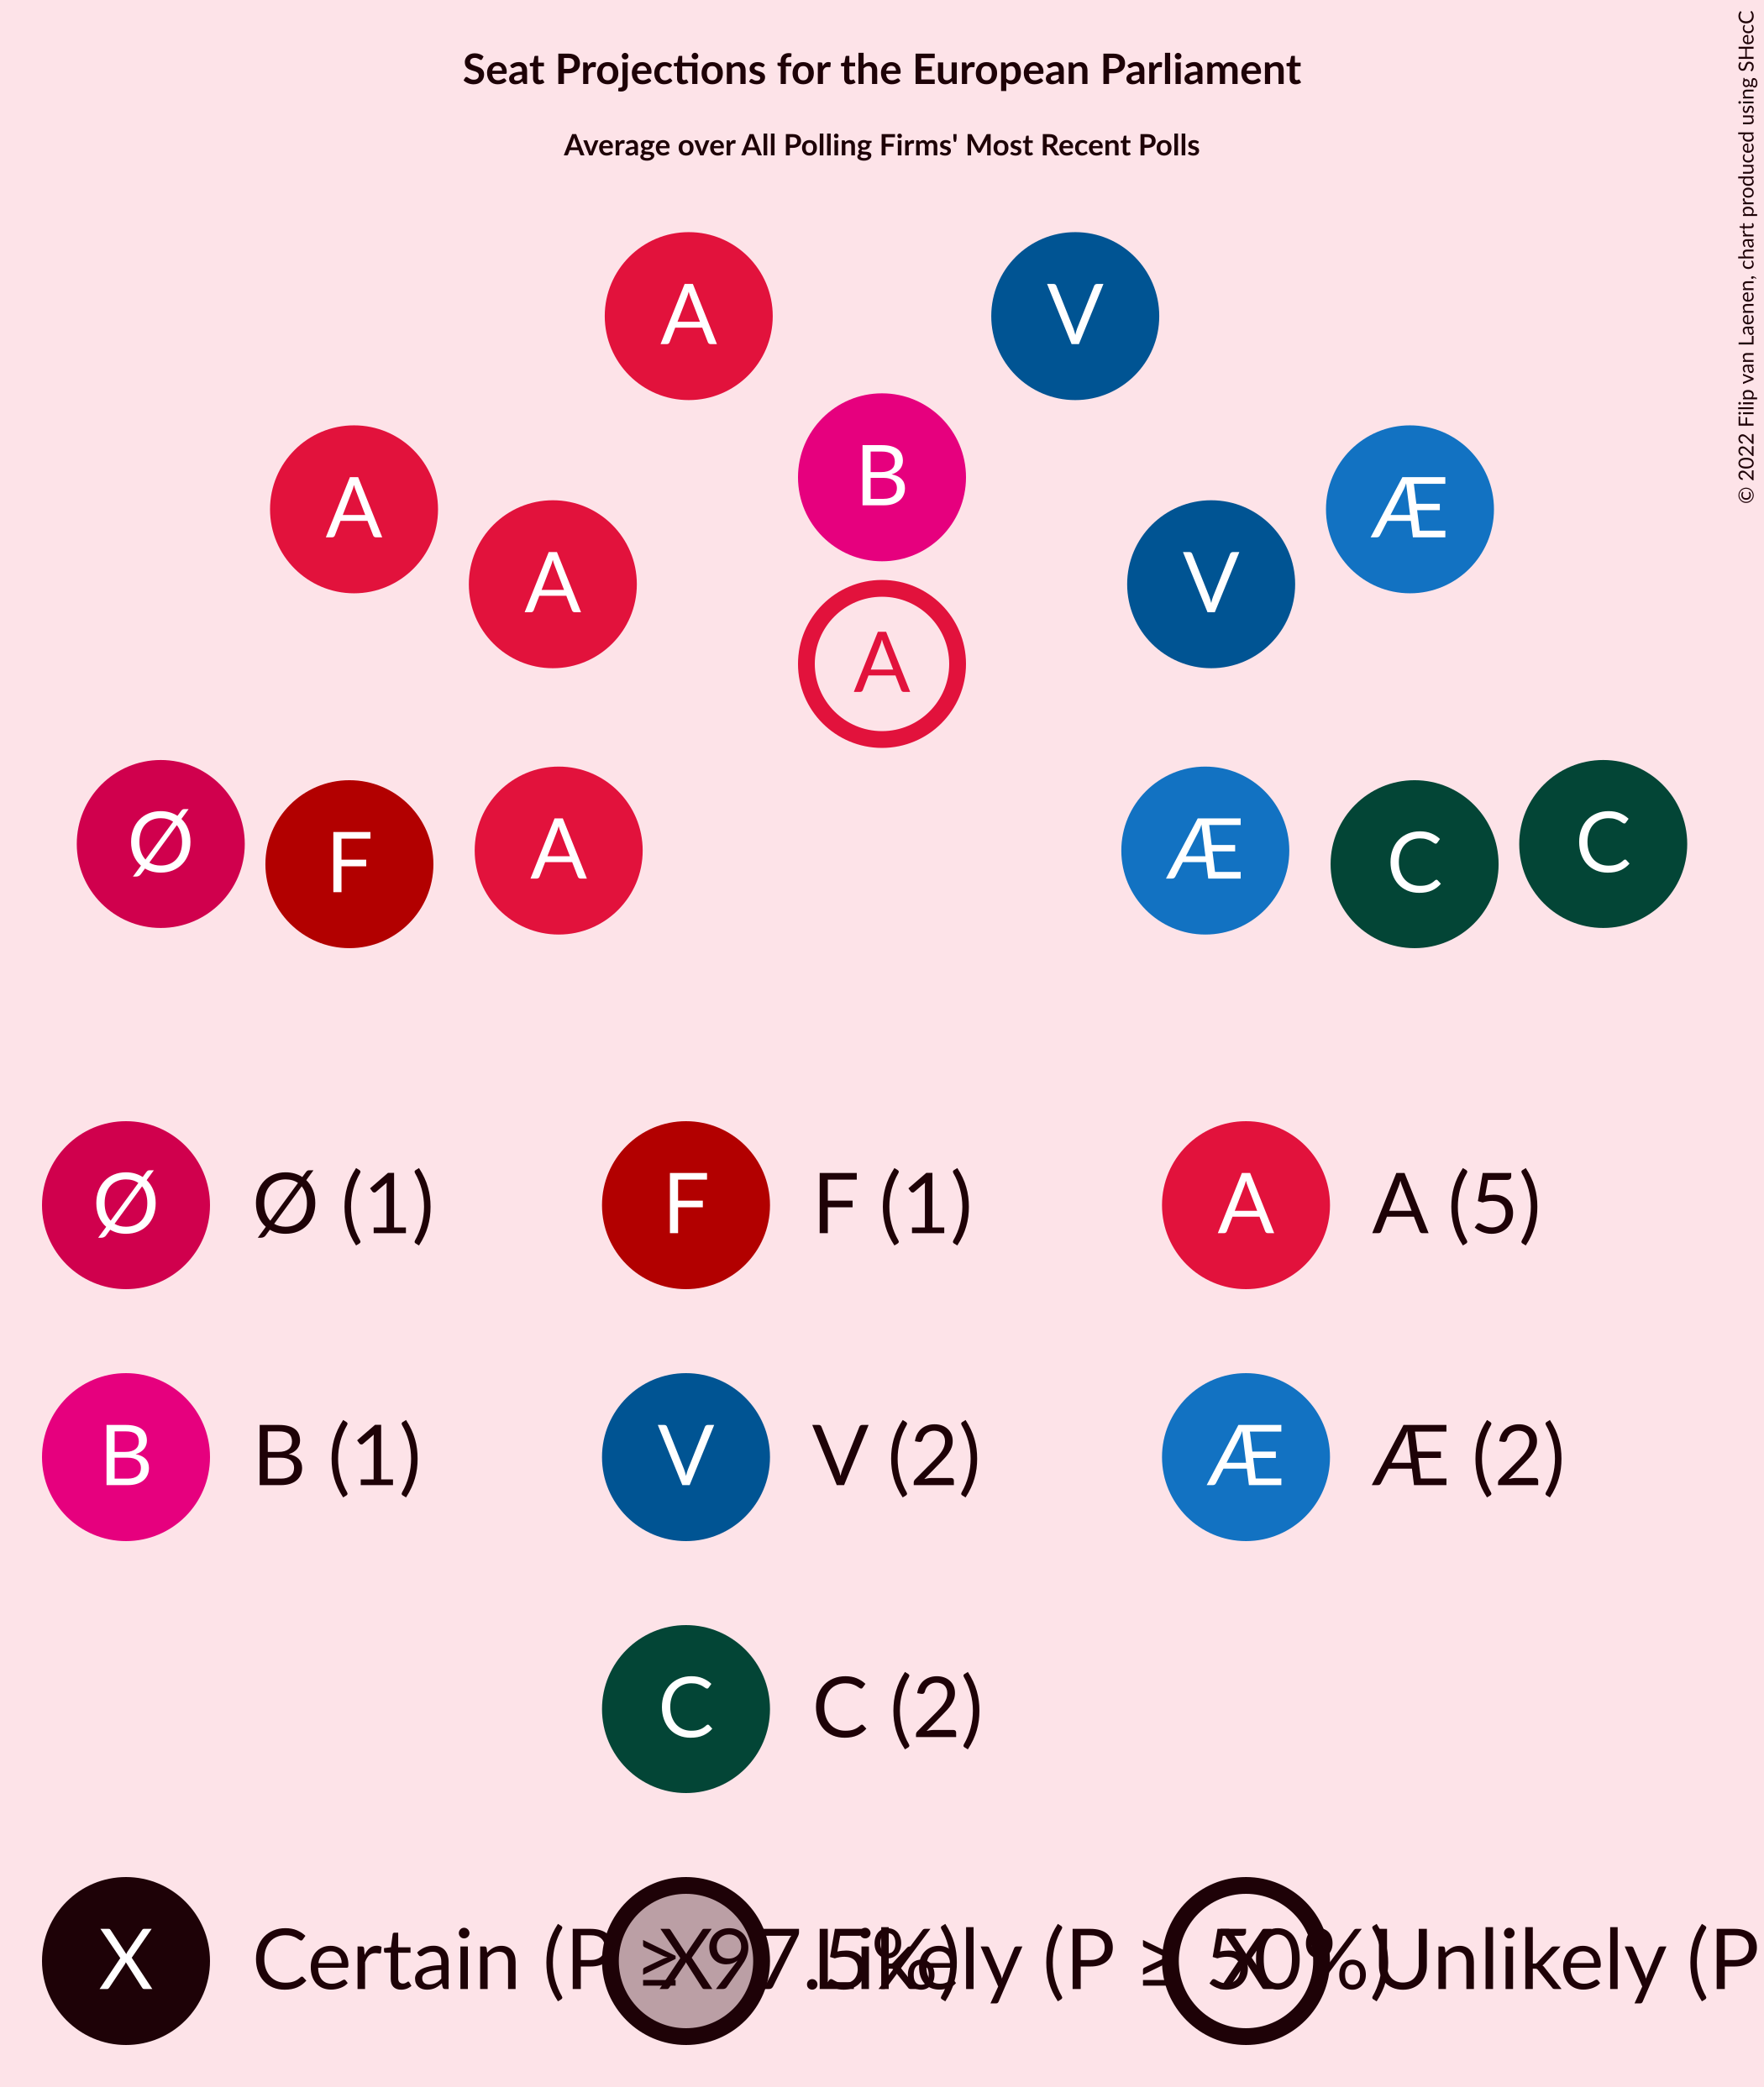 Seat Projections for the European Parliament
Average over All Polling Firms' Most Recent Polls
© 2022 Filip van Laenen, chart produced using SHecC
A V
B
A Æ
A V
A
Ø F A Æ C C
Ø Ø (1) F F (1) A A (5)
B B (1) V V (2) Æ Æ (2)
C C (2)
X Certain (P ≥ 97.5%) X Likely (P ≥ 50%) X Unlikely (P